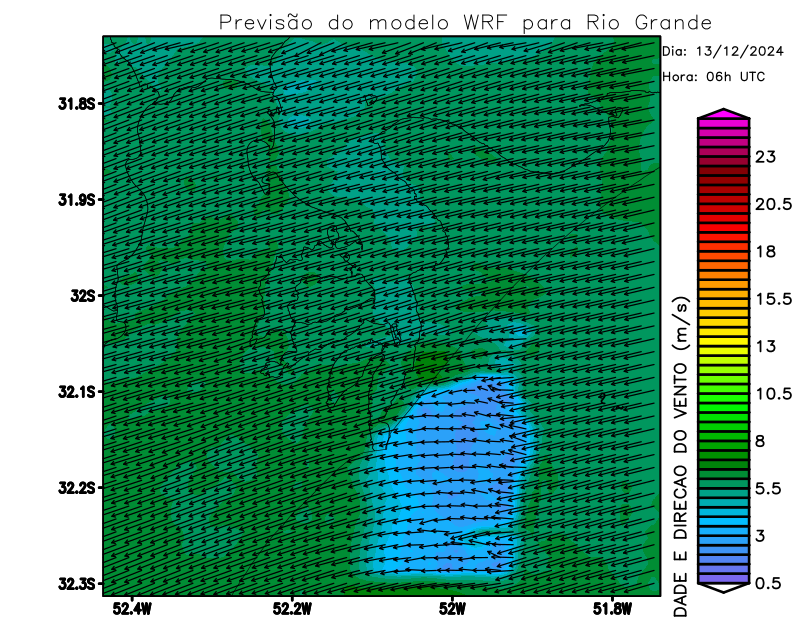 Previsão do modelo WRF para Rio Grande
Dia: 13/12/2024
Hora: 06h UTC
31.8S
31.9S
32S
32.1S
32.2S
32.3S
52.4W
52.2W
52W
51.8W
23
20.5
18
15.5
13
10.5
8
5.5
3
0.5
DADE E DIRECAO DO VENTO (m/s)